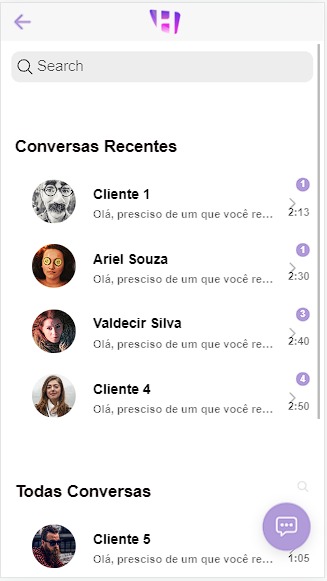 H
Search
Conversas Recentes
1
Cliente 1
Olá, presciso de um que você re...
2:13
1
Ariel Souza
Olá, presciso de um que você re...
2:30
3
Valdecir Silva
Olá, presciso de um que você re...
2:40
4
Cliente 4
Olá, presciso de um que você re...
2:50
Todas Conversas
Cliente 5
Olá, presciso de um que você re...
1:05